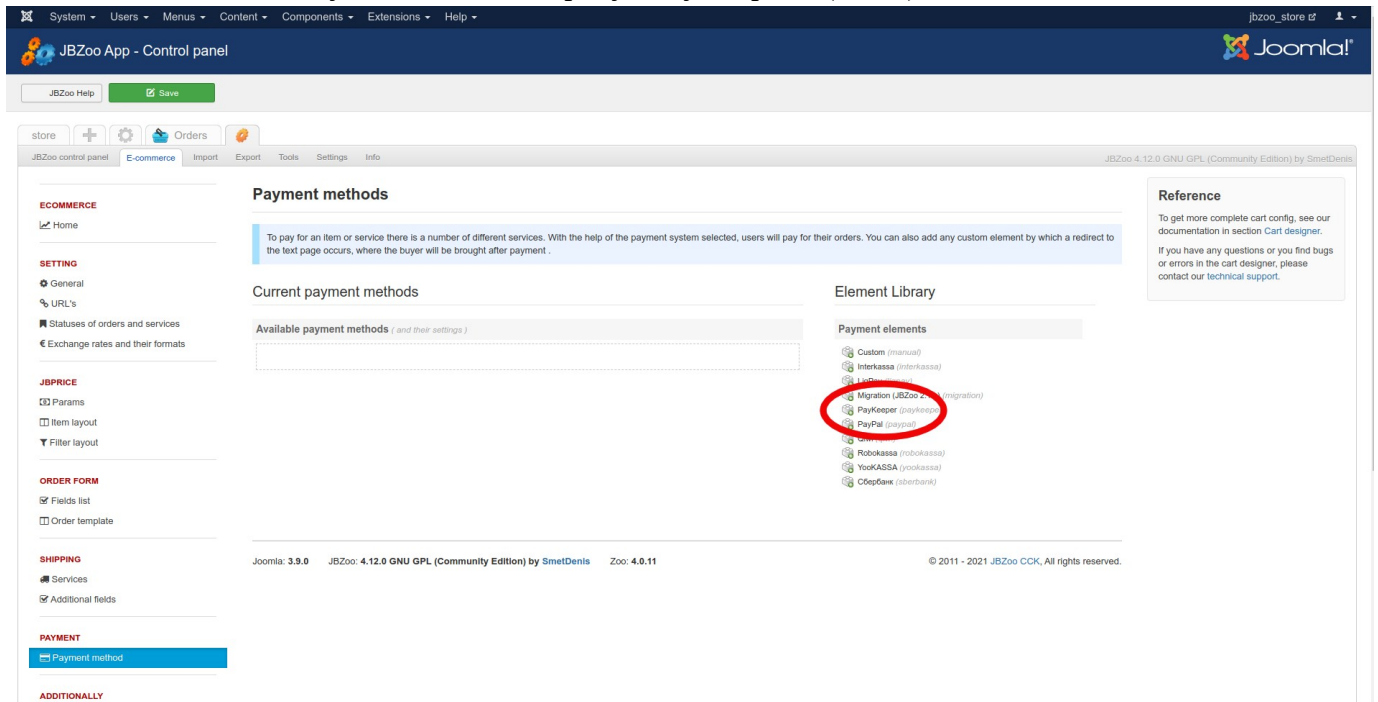 System Users Menus Content Components Extensions Help jbzoo_store
JBZoo App - Control panel Joomla!
JBZoo Help Save
store Orders
JBZoo control panel E-commerce Import Export Tools Settings Info JBZoo 4.12.0 GNU GPL (Community Edition) by SmetDenis
ECOMMERCE
Home
SETTING
General
URL's
Statuses of orders and services
€ Exchange rates and their formats
JBPRICE
Params
Item layout
Filter layout
ORDER FORM
Fields list
Order template
SHIPPING
Services
Additional fields
PAYMENT
Payment method
ADDITIONALLY
Payment methods
To pay for an item or service there is a number of different services. With the help of the payment system selected, users will pay for their orders. You can also add any custom element by which a redirect to
the text page occurs, where the buyer will be brought after payment .
Current payment methods
Available payment methods ( and their settings )
Element Library
Payment elements
Custom (manual)
Interkassa (interkassa)
Migration (JBZoo 2. (migration)
PayKeeper (paykeepe
PayPal (paypal)
Robokassa (robokassa)
YooKASSA (yookassa)
Сбербанк (sberbank)
Reference
To get more complete cart config, see our
documentation in section Cart designer.
If you have any questions or you find bugs
or errors in the cart designer, please
contact our technical support.
Joomla: 3.9.0 JBZoo: 4.12.0 GNU GPL (Community Edition) by SmetDenis Zoo: 4.0.11 © 2011 - 2021 JBZoo CCK, All rights reserved.